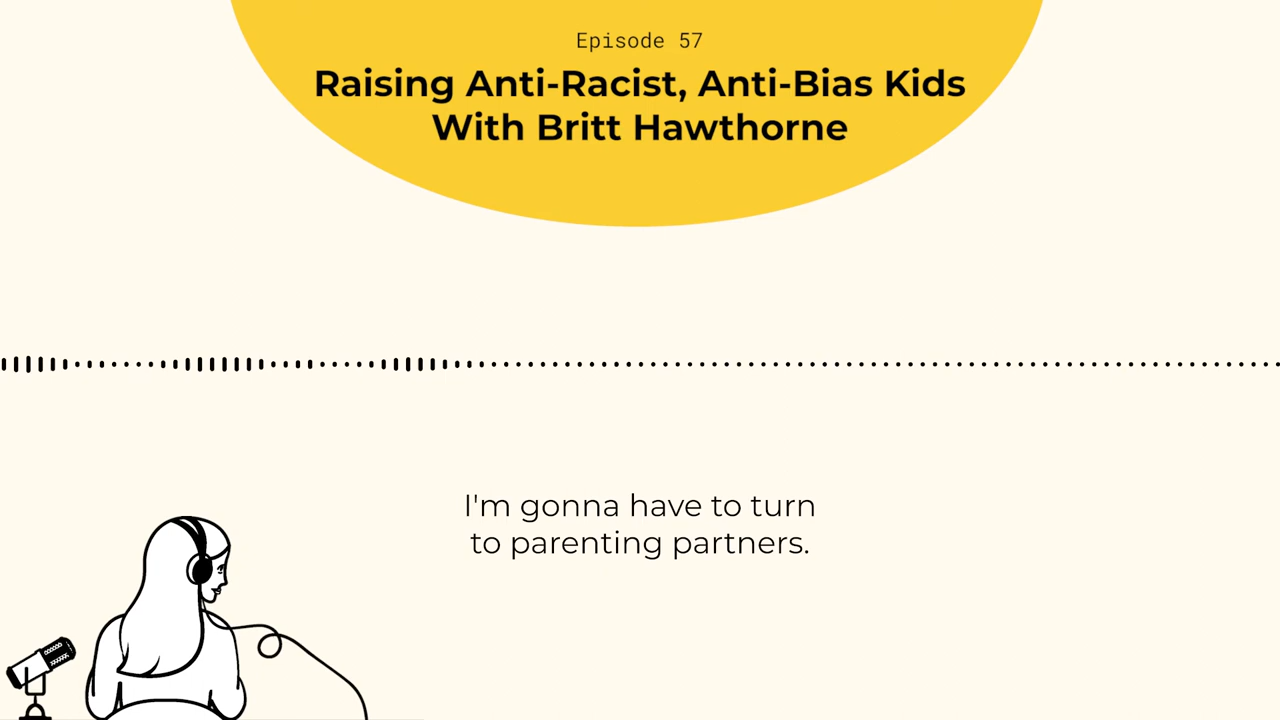 Episode 57
Raising Anti-Racist, Anti-Bias Kids
With Britt Hawthorne
I'm gonna have to turn
to parenting partners.